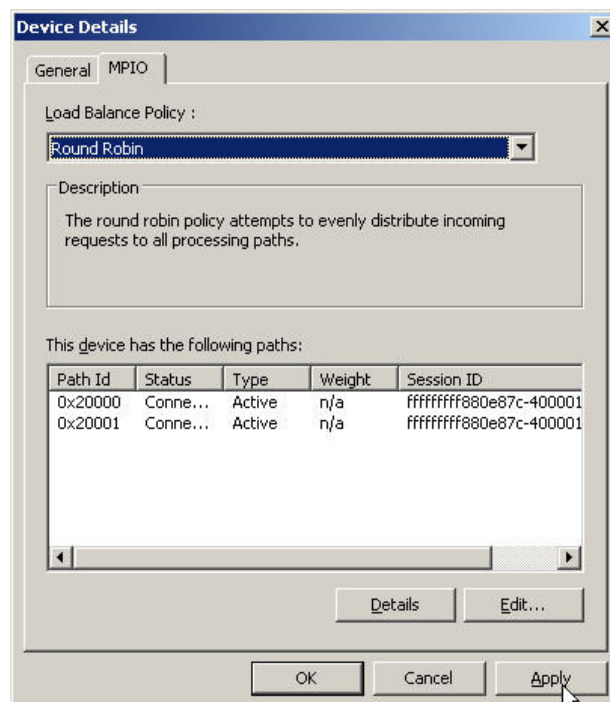 Device Details
General MPIO
Load Balance Policy :
Round Robin
Description
The round robin policy attempts to evenly distribute incoming
requests to all processing paths.
This device has the following paths:
Path Id Status Type Weight Session ID
0x20000 Conne... Active n/a fffffffff880e87c-400001
0x20001 Conne... Active n/a fffffffff880e87c-400001
Details Edit...
OK Cancel Apply